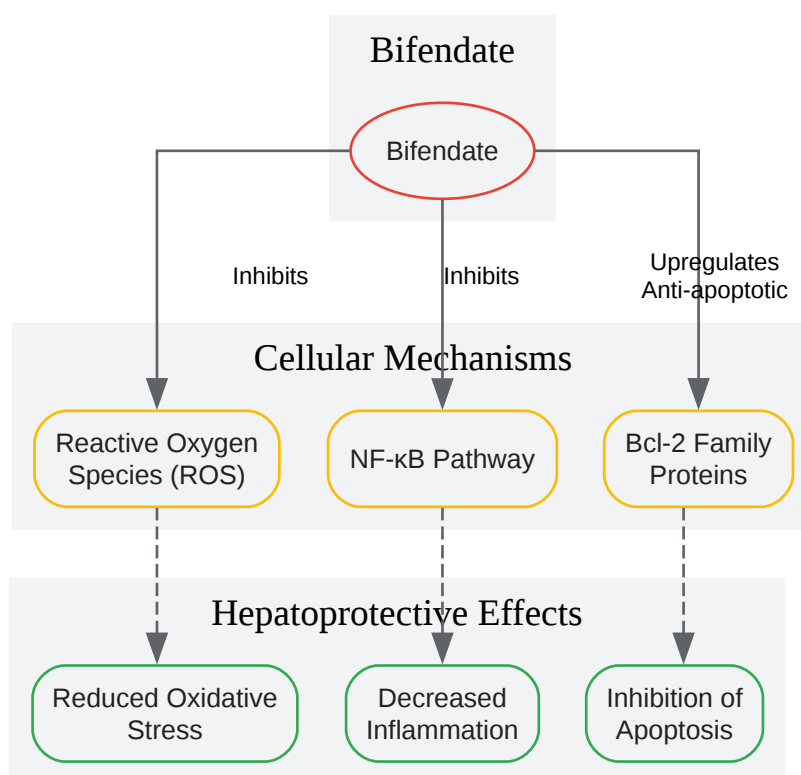 Bifendate
Bifendate
Inhibits
Inhibits
Upregulates
Anti-apoptotic
Cellular Mechanisms
Reactive Oxygen
Species (ROS)
NF-κB Pathway
Bcl-2 Family
Proteins
Hepatoprotective Effects
Reduced Oxidative
Stress
Decreased
Inflammation
Inhibition of
Apoptosis